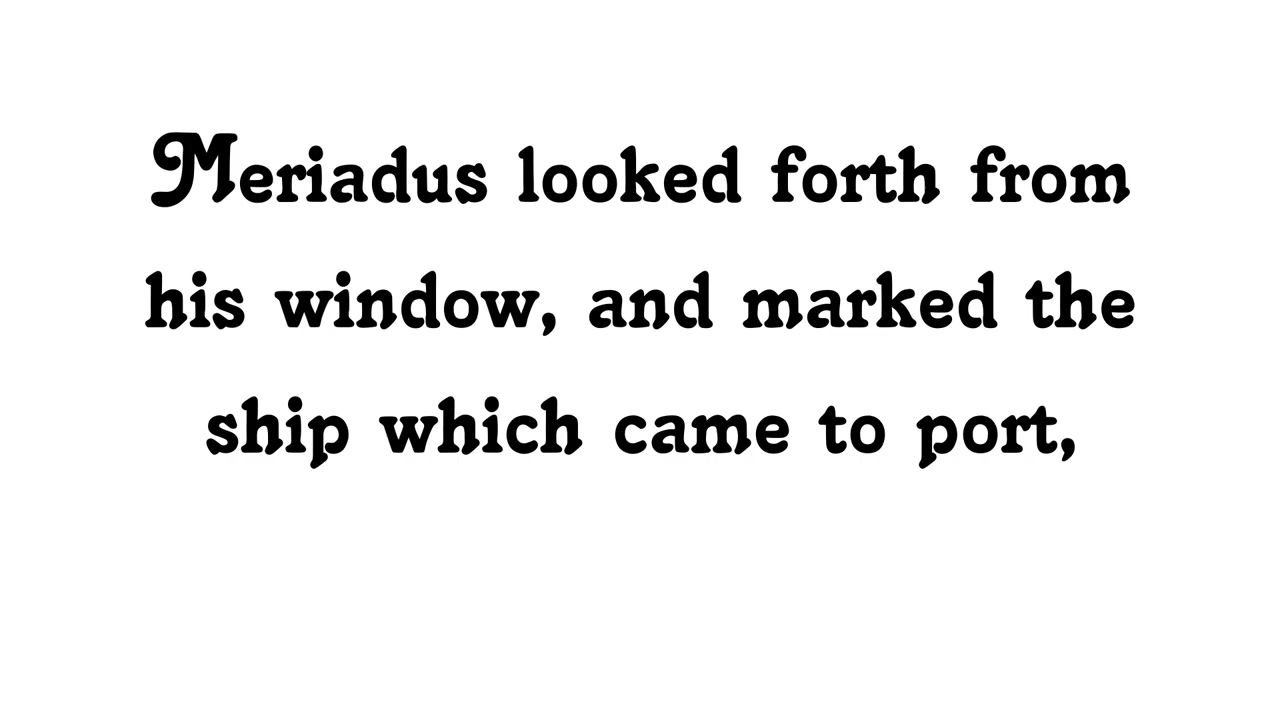 Meriadus looked forth from
his window, and marked the
ship which came to port,